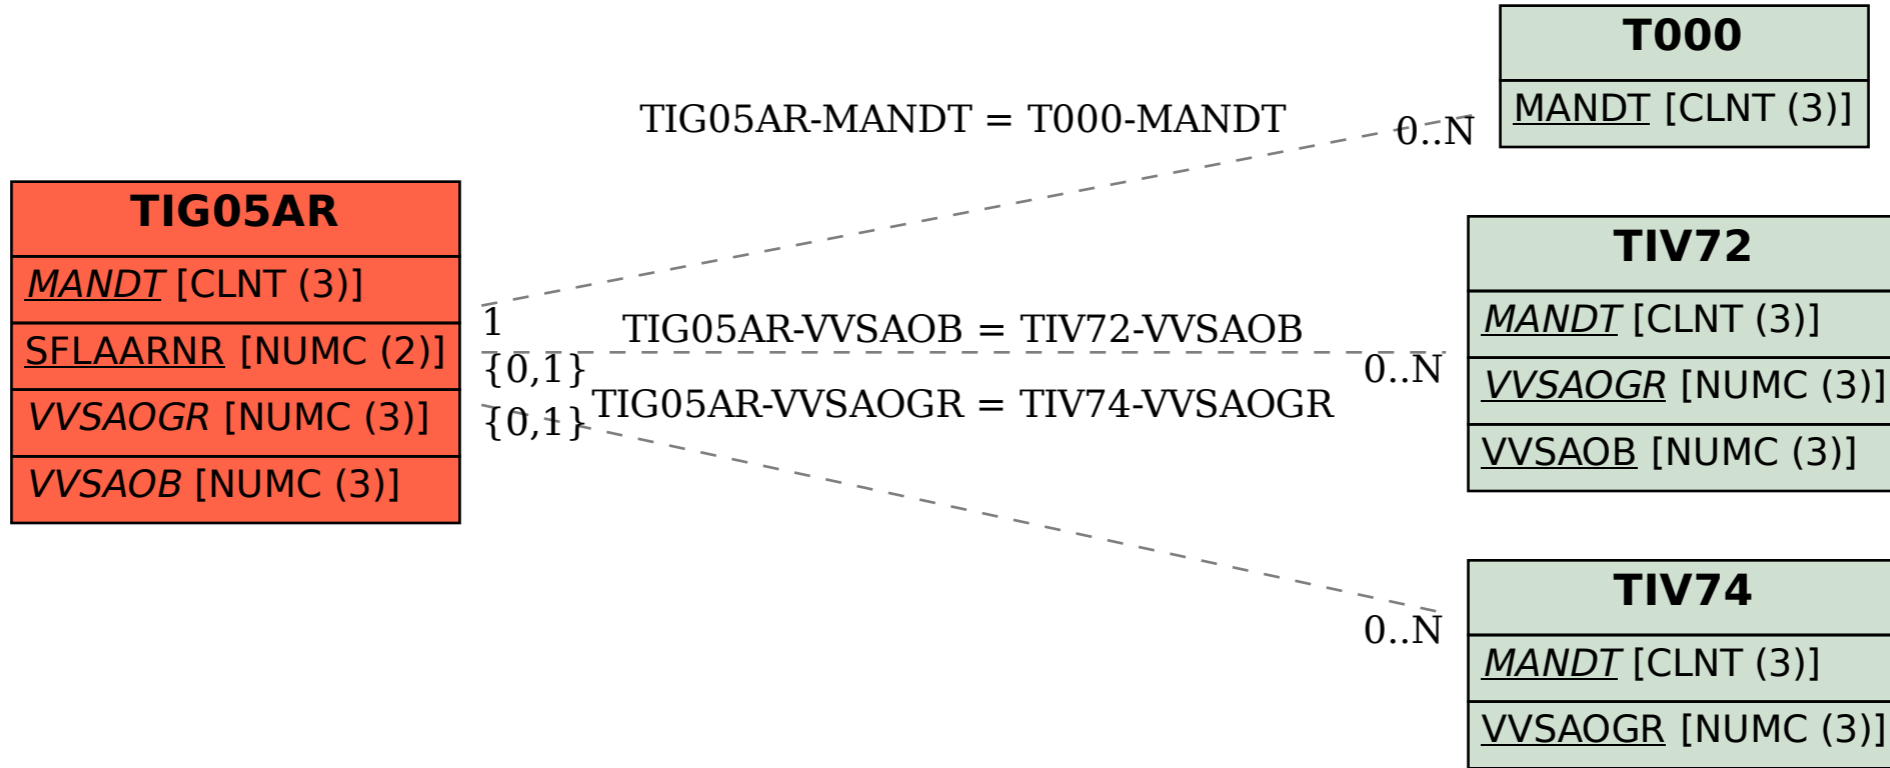 T000
MANDT [CLNT (3)]
TIG05AR-MANDT = T000-MANDT
0..N
TIG05AR
MANDT [CLNT (3)]
SFLAARNR [NUMC (2)]
VVSAOGR [NUMC (3)]
VVSAOB [NUMC (3)]
1
TIG05AR-VVSAOB = TIV72-VVSAOB
{0,1}
0..N
TIG05AR-VVSAOGR = TIV74-VVSAOGR
{0,1}
0..N
TIV72
MANDT [CLNT (3)]
VVSAOGR [NUMC (3)]
VVSAOB [NUMC (3)]
TIV74
MANDT [CLNT (3)]
VVSAOGR [NUMC (3)]